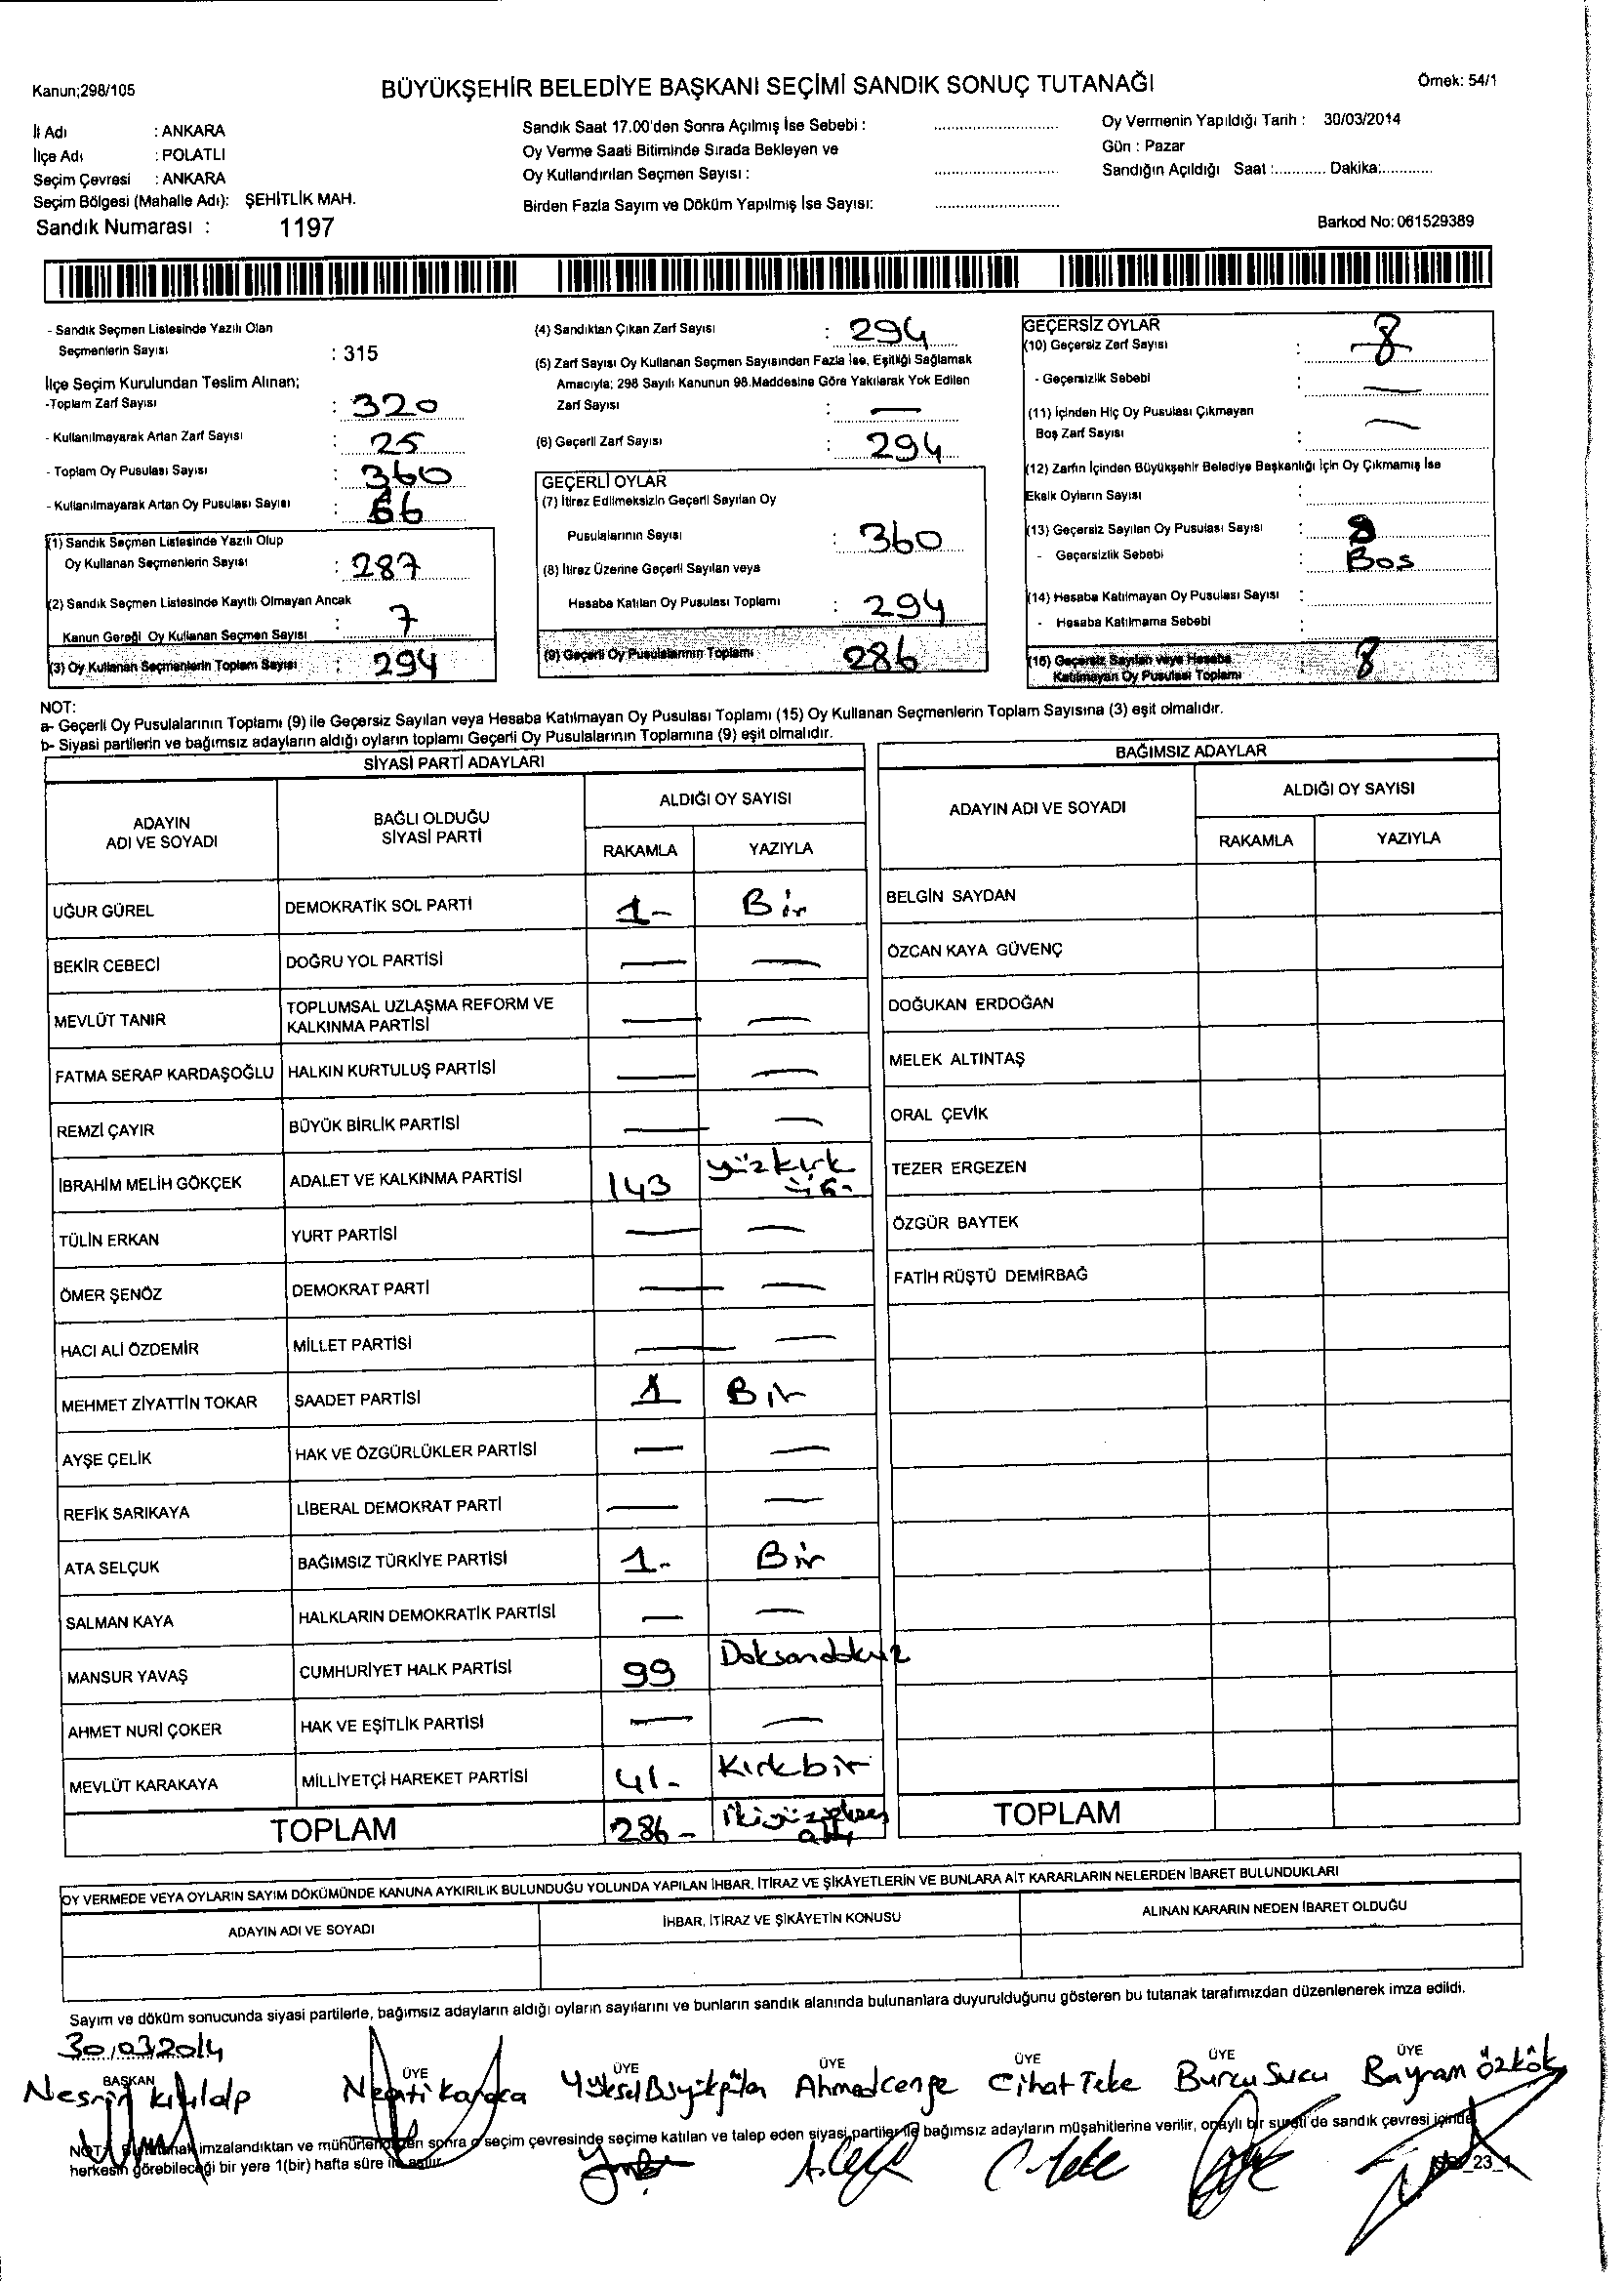 Kanun;298/105
BÜYÜKŞEHİR BELEDİYE BAŞKANI SEÇİMİ SANDIK SONUÇ TUTANAĞI
Örnek: 54/1
İl Adı : ANKARA
İlçe Adı : POLATLI
Seçim Çevresi : ANKARA
Seçim Bölgesi (Mahalle Adı): ŞEHİTLİK MAH.
Sandık Numarası : 1197
Sandık Saat 17.00'den Sonra Açılmış İse Sebebi :
Oy Verme Saati Bitiminde Sırada Bekleyen ve
Oy Kullandırılan Seçmen Sayısı :
Birden Fazla Sayım ve Döküm Yapılmış İse Sayısı:
Oy Vermenin Yapıldığı Tarih : 30/03/2014
Gün : Pazar
Sandığın Açıldığı Saat :............ Dakika:............
Barkod No: 061529389
- Sandık Seçmen Listesinde Yazılı Olan
Seçmenlerin Sayısı : 315
İlçe Seçim Kurulundan Teslim Alınan;
-Toplam Zarf Sayısı : 320
- Kullanılmayarak Artan Zarf Sayısı : 25
- Toplam Oy Pusulası Sayısı : 360
- Kullanılmayarak Artan Oy Pusulası Sayısı : 66
(1) Sandık Seçmen Listesinde Yazılı Olup
Oy Kullanan Seçmenlerin Sayısı : 287
(2) Sandık Seçmen Listesinde Kayıtlı Olmayan Ancak
Kanun Gereği Oy Kullanan Seçmen Sayısı : 7
(3) Oy Kullanan Seçmenlerin Toplam Sayısı : 294
(4) Sandıktan Çıkan Zarf Sayısı : 294
(5) Zarf Sayısı Oy Kullanan Seçmen Sayısından Fazla İse, Eşitliği Sağlamak
Amacıyla; 298 Sayılı Kanunun 98.Maddesine Göre Yakılarak Yok Edilen
Zarf Sayısı : —
(6) Geçerli Zarf Sayısı : 294
GEÇERLİ OYLAR
(7) İtiraz Edilmeksizin Geçerli Sayılan Oy
Pusulalarının Sayısı : 360
(8) İtiraz Üzerine Geçerli Sayılan veya
Hesaba Katılan Oy Pusulası Toplamı : 294
(9) Geçerli Oy Pusulalarının Toplamı 286
GEÇERSİZ OYLAR
(10) Geçersiz Zarf Sayısı : 8
- Geçersizlik Sebebi : —
(11) İçinden Hiç Oy Pusulası Çıkmayan
Boş Zarf Sayısı : —
(12) Zarfın İçinden Büyükşehir Belediye Başkanlığı İçin Oy Çıkmamış İse
Eksik Oyların Sayısı :
(13) Geçersiz Sayılan Oy Pusulası Sayısı : 8
- Geçersizlik Sebebi : Bos
(14) Hesaba Katılmayan Oy Pusulası Sayısı :
- Hesaba Katılmama Sebebi :
(15) Geçersiz Sayılan veya Hesaba
Katılmayan Oy Pusulası Toplamı : 8
NOT:
a- Geçerli Oy Pusulalarının Toplamı (9) ile Geçersiz Sayılan veya Hesaba Katılmayan Oy Pusulası Toplamı (15) Oy Kullanan Seçmenlerin Toplam Sayısına (3) eşit olmalıdır.
b- Siyasi partilerin ve bağımsız adayların aldığı oyların toplamı Geçerli Oy Pusulalarının Toplamına (9) eşit olmalıdır.
SİYASİ PARTİ ADAYLARI
ADAYIN ADI VE SOYADI
BAĞLI OLDUĞU SİYASİ PARTİ
ALDIĞI OY SAYISI
RAKAMLA YAZIYLA
UĞUR GÜREL DEMOKRATİK SOL PARTİ 1- Bir
BEKİR CEBECİ DOĞRU YOL PARTİSİ — —
MEVLÜT TANIR TOPLUMSAL UZLAŞMA REFORM VE KALKINMA PARTİSİ — —
FATMA SERAP KARDAŞOĞLU HALKIN KURTULUŞ PARTİSİ — —
REMZİ ÇAYIR BÜYÜK BİRLİK PARTİSİ — —
İBRAHİM MELİH GÖKÇEK ADALET VE KALKINMA PARTİSİ 143 yüzkırk üç-
TÜLİN ERKAN YURT PARTİSİ — —
ÖMER ŞENÖZ DEMOKRAT PARTİ — —
HACI ALİ ÖZDEMİR MİLLET PARTİSİ — —
MEHMET ZİYATTİN TOKAR SAADET PARTİSİ 1 Bir
AYŞE ÇELİK HAK VE ÖZGÜRLÜKLER PARTİSİ — —
REFİK SARIKAYA LİBERAL DEMOKRAT PARTİ — —
ATA SELÇUK BAĞIMSIZ TÜRKİYE PARTİSİ 1- Bir
SALMAN KAYA HALKLARIN DEMOKRATİK PARTİSİ — —
MANSUR YAVAŞ CUMHURİYET HALK PARTİSİ 99 Doksandokuz
AHMET NURİ ÇOKER HAK VE EŞİTLİK PARTİSİ — —
MEVLÜT KARAKAYA MİLLİYETÇİ HAREKET PARTİSİ 41- Kırkbir
TOPLAM 286- ikiyüzseksen altı
BAĞIMSIZ ADAYLAR
ADAYIN ADI VE SOYADI
ALDIĞI OY SAYISI
RAKAMLA YAZIYLA
BELGİN SAYDAN
ÖZCAN KAYA GÜVENÇ
DOĞUKAN ERDOĞAN
MELEK ALTINTAŞ
ORAL ÇEVİK
TEZER ERGEZEN
ÖZGÜR BAYTEK
FATİH RÜŞTÜ DEMİRBAĞ
TOPLAM
OY VERMEDE VEYA OYLARIN SAYIM DÖKÜMÜNDE KANUNA AYKIRILIK BULUNDUĞU YOLUNDA YAPILAN İHBAR, İTİRAZ VE ŞİKÂYETLERİN VE BUNLARA AİT KARARLARIN NELERDEN İBARET BULUNDUKLARI
ADAYIN ADI VE SOYADI
İHBAR, İTİRAZ VE ŞİKÂYETİN KONUSU
ALINAN KARARIN NEDEN İBARET OLDUĞU
Sayım ve döküm sonucunda siyasi partilerle, bağımsız adayların aldığı oyların sayılarını ve bunların sandık alanında bulunanlara duyurulduğunu gösteren bu tutanak tarafımızdan düzenlenerek imza edildi.
30/03/2014
BAŞKAN ÜYE ÜYE ÜYE ÜYE ÜYE ÜYE
Nesrin Kızılalp Necati Karaca Yüksel Ahmet Cihat Teke Burcu Sucu Bayram Özkök
NOT: Bu tutanak imzalandıktan ve mühürlendikten sonra o seçim çevresinde seçime katılan ve talep eden siyasi partiler ile bağımsız adayların müşahitlerine verilir, onaylı bir sureti de sandık çevresi içinde
herkesin görebileceği bir yere 1(bir) hafta süre ile asılır.
C.Teke